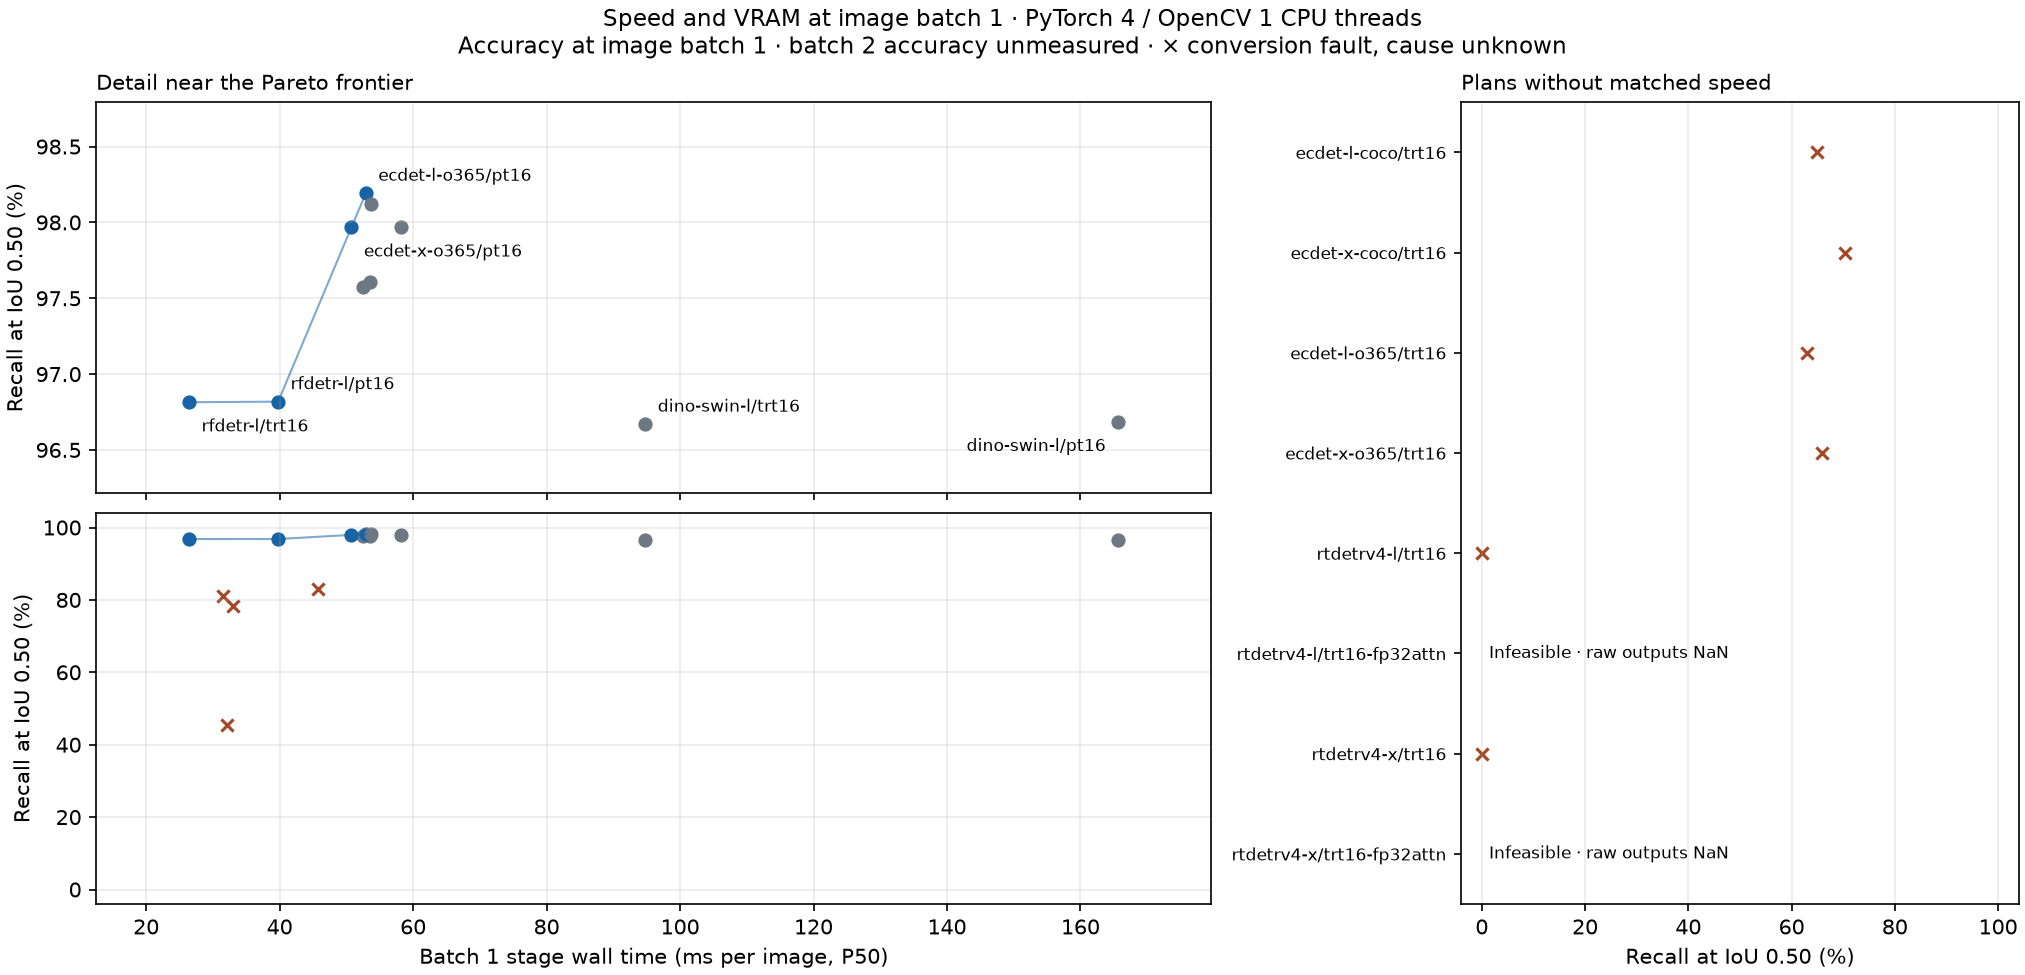 Speed and VRAM at image batch 1 · PyTorch 4 / OpenCV 1 CPU threads
Accuracy at image batch 1 · batch 2 accuracy unmeasured · × conversion fault, cause unknown
Detail near the Pareto frontier
98.5
98.0
97.5
97.0
96.5
Recall at IoU 0.50 (%)
ecdet-l-o365/pt16
ecdet-x-o365/pt16
rfdetr-l/pt16
rfdetr-l/trt16
dino-swin-l/trt16
dino-swin-l/pt16
100
80
60
40
20
0
Recall at IoU 0.50 (%)
20
40
60
80
100
120
140
160
Batch 1 stage wall time (ms per image, P50)
Plans without matched speed
ecdet-l-coco/trt16
ecdet-x-coco/trt16
ecdet-l-o365/trt16
ecdet-x-o365/trt16
rtdetrv4-l/trt16
rtdetrv4-l/trt16-fp32attn
Infeasible · raw outputs NaN
rtdetrv4-x/trt16
rtdetrv4-x/trt16-fp32attn
Infeasible · raw outputs NaN
0
20
40
60
80
100
Recall at IoU 0.50 (%)